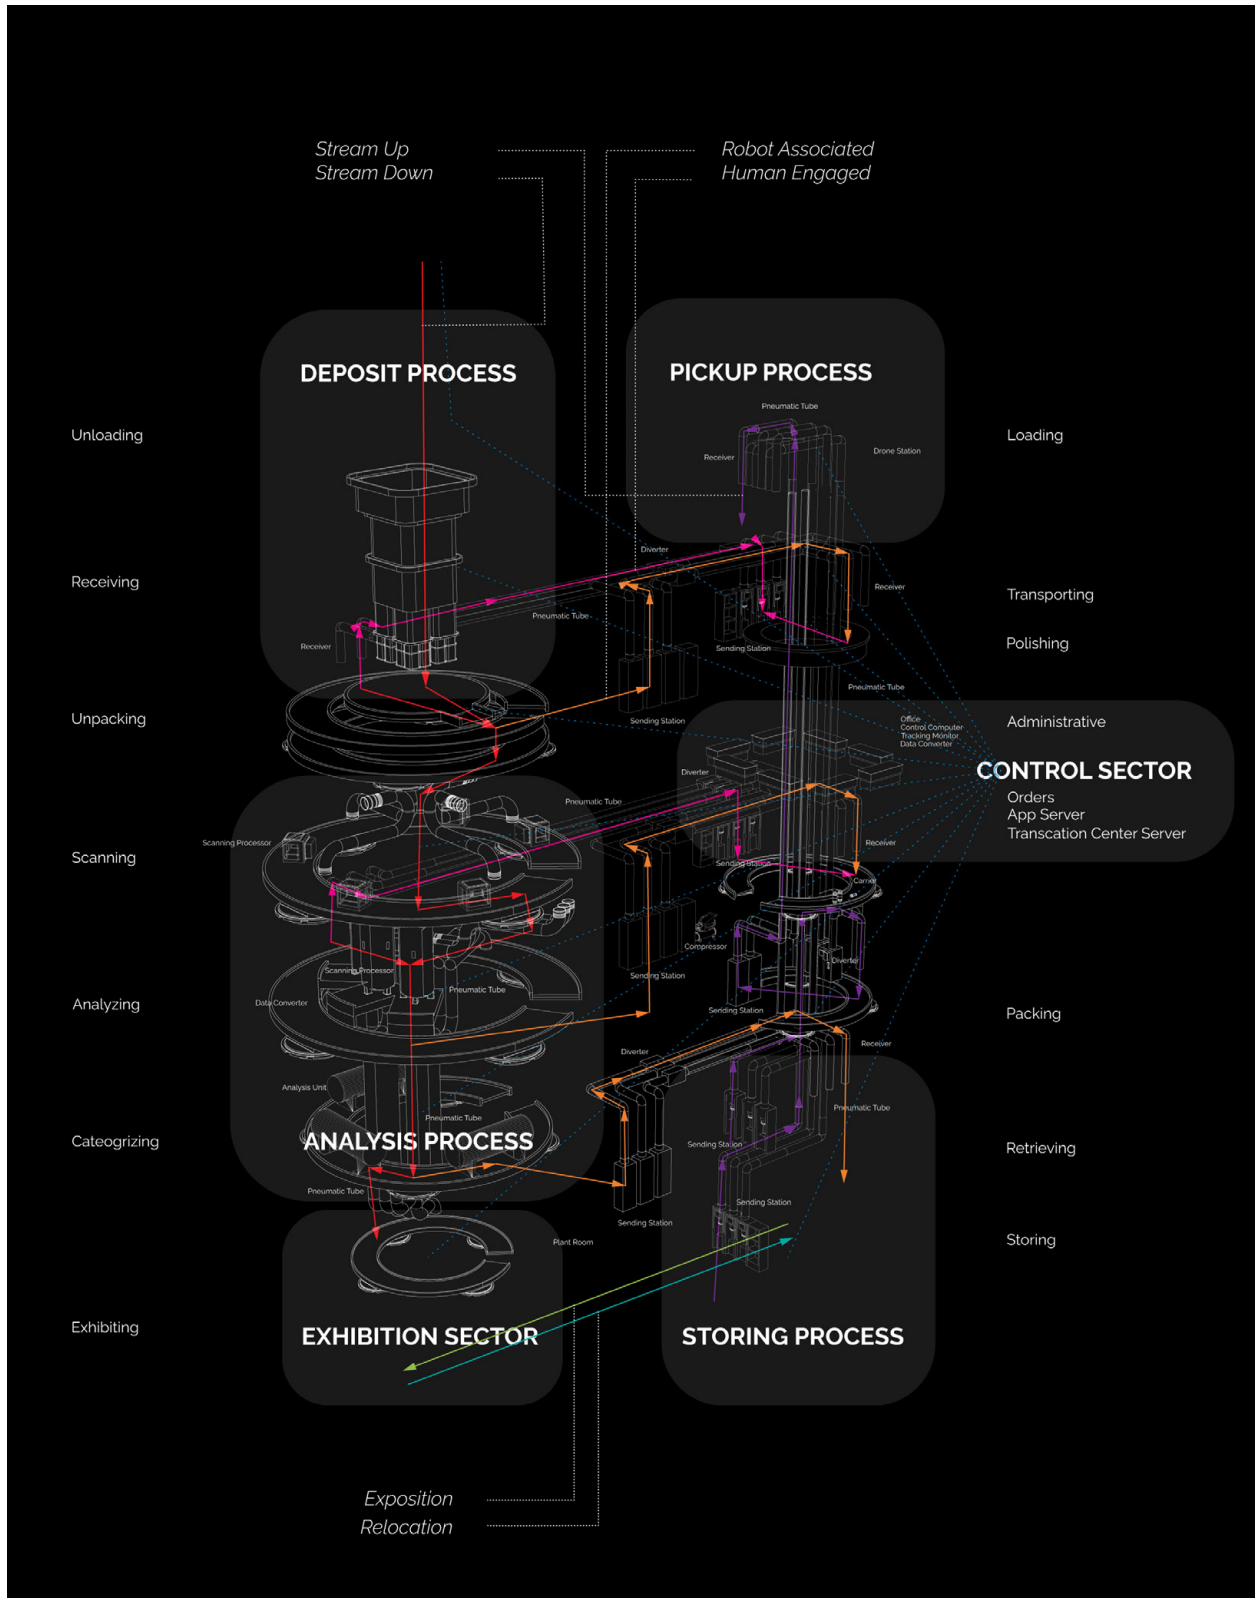 Stream Up
Stream Down
Robot Associated
Human Engaged
DEPOSIT PROCESS
PICKUP PROCESS
Pneumatic Tube
Unloading
Receiver
Drone Station
Loading
Diverter
Receiving
Receiver
Transporting
Pneumatic Tube
Receiver
Sending Station
Polishing
Pneumatic Tube
Unpacking
Sending Station
Office
Control Computer
Tracking Monitor
Data Converter
Administrative
CONTROL SECTOR
Orders
App Server
Transcation Center Server
Diverter
Pneumatic Tube
Scanning Processor
Scanning
Receiver
Sending Station
Carrier
Compressor
Scanning Processor
Sending Station
Diverter
Pneumatic Tube
Data Converter
Analyzing
Sending Station
Packing
Diverter
Receiver
Analysis Unit
Pneumatic Tube
Pneumatic Tube
Cateogrizing
ANALYSIS PROCESS
Sending Station
Retrieving
Pneumatic Tube
Sending Station
Sending Station
Plant Room
Storing
Exhibiting
EXHIBITION SECTOR
STORING PROCESS
Exposition
Relocation